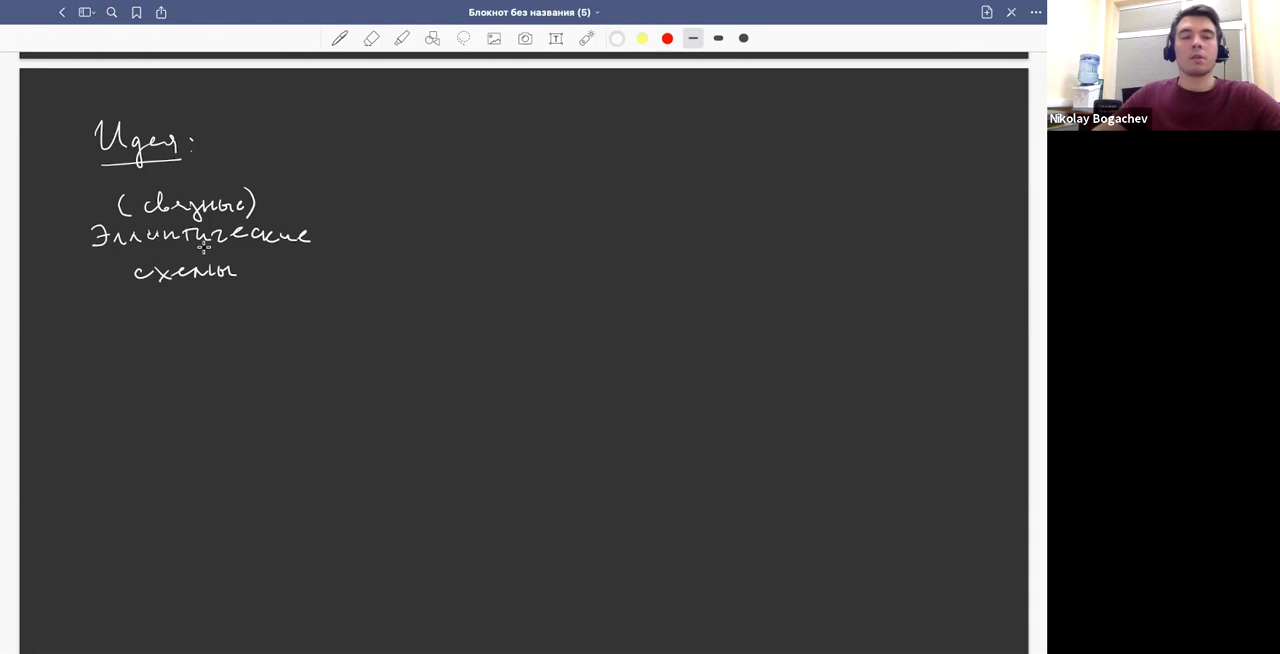 Блокнот без названия (5)
Nikolay Bogachev
Идея:
(связные)
Эллиптические
схемы